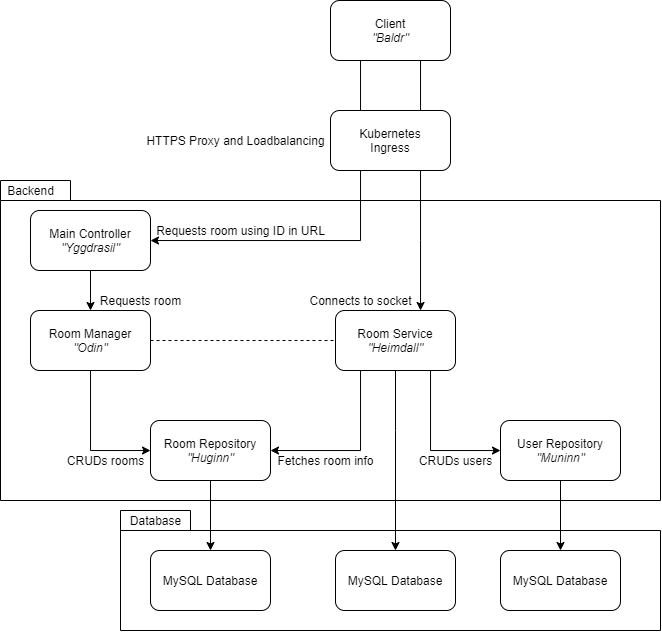 Client
"Baldr"
HTTPS Proxy and Loadbalancing
Kubernetes
Ingress
Backend
Main Controller
"Yggdrasil"
Requests room using ID in URL
Requests room
Connects to socket
Room Manager
"Odin"
Room Service
"Heimdall"
CRUDs rooms
Room Repository
"Huginn"
Fetches room info
CRUDs users
User Repository
"Muninn"
Database
MySQL Database
MySQL Database
MySQL Database